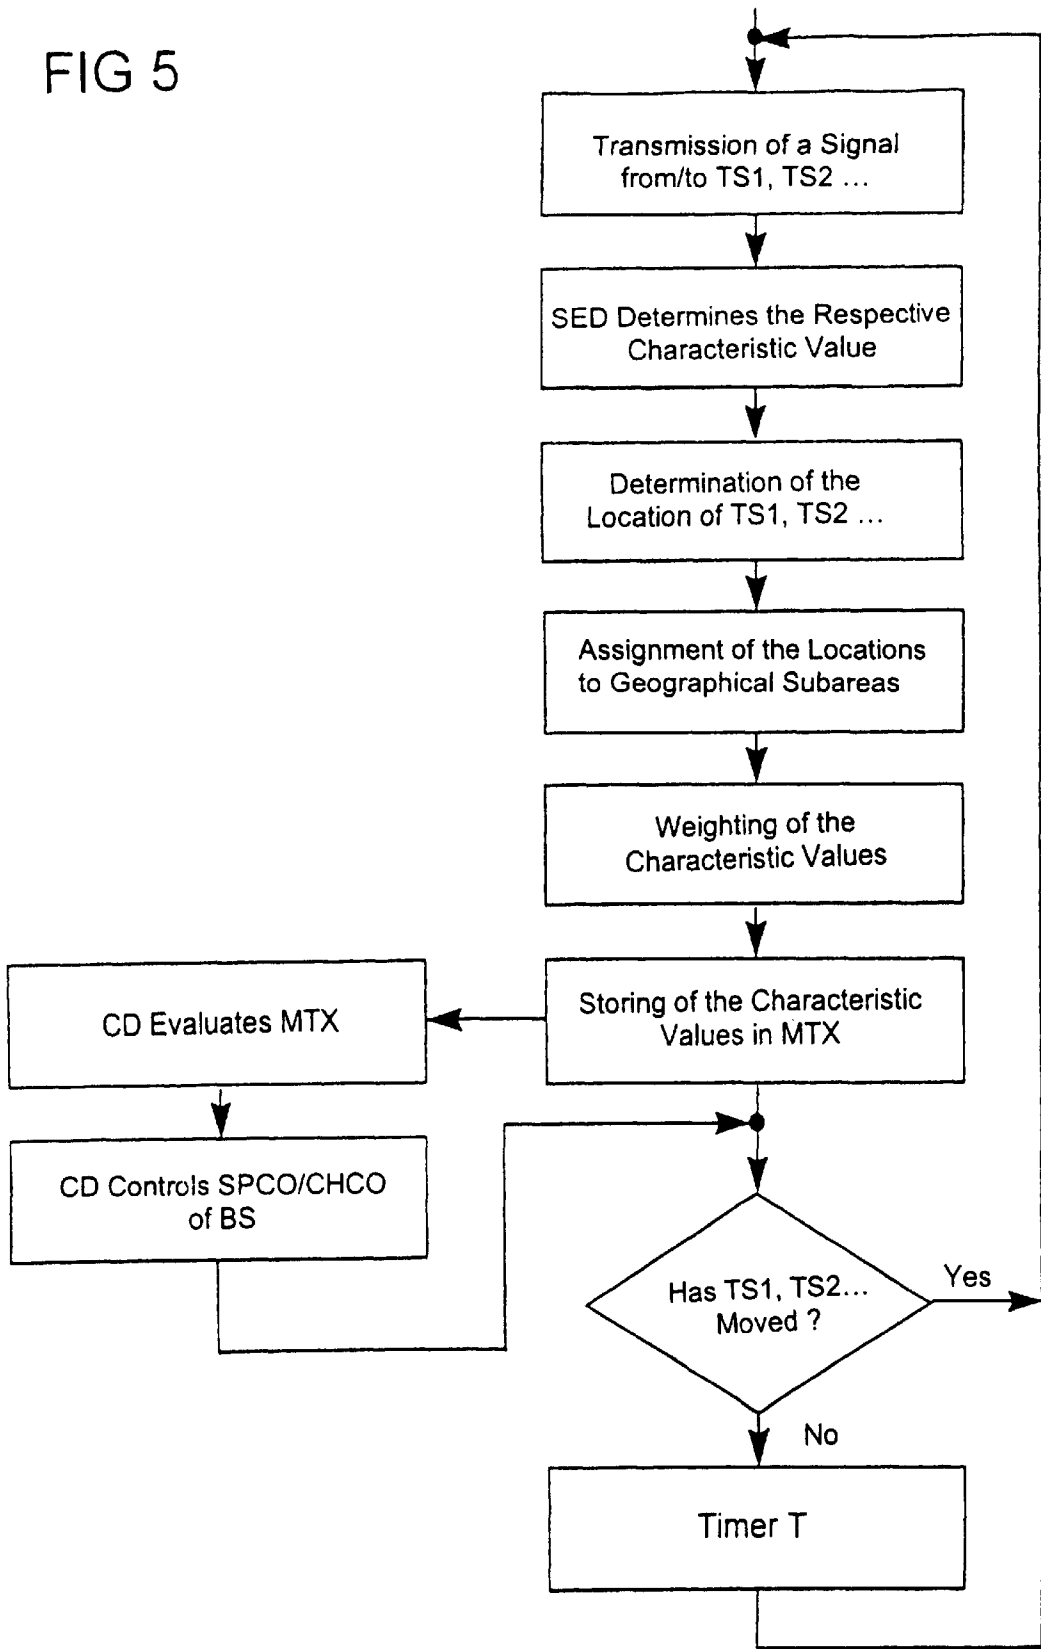 FIG 5
Transmission of a Signal
from/to TS1, TS2 ...
SED Determines the Respective
Characteristic Value
Determination of the
Location of TS1, TS2 ...
Assignment of the Locations
to Geographical Subareas
Weighting of the
Characteristic Values
Storing of the Characteristic
Values in MTX
CD Evaluates MTX
CD Controls SPCO/CHCO
of BS
Has TS1, TS2...
Moved ?
Yes
No
Timer T